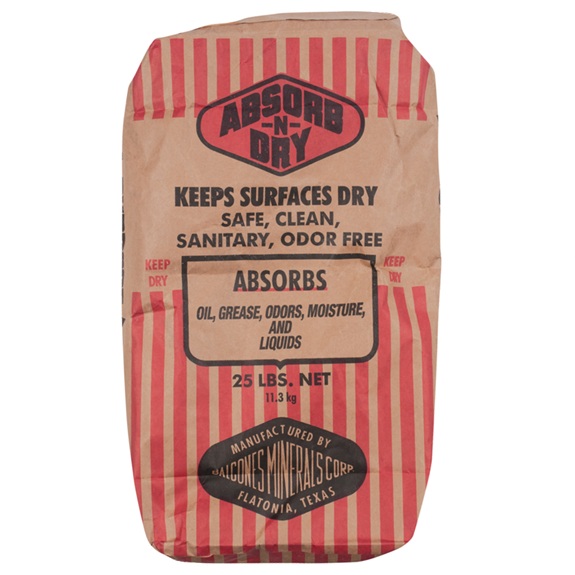 ABSORB
-N-
DRY
KEEPS SURFACES DRY
SAFE, CLEAN,
SANITARY, ODOR FREE
KEEP
DRY
KEEP
DRY
ABSORBS
OIL, GREASE, ODORS, MOISTURE,
AND
LIQUIDS
25 LBS. NET
11.3 kg
MANUFACTURED BY
BALCONES MINERALS CORP.
FLATONIA, TEXAS